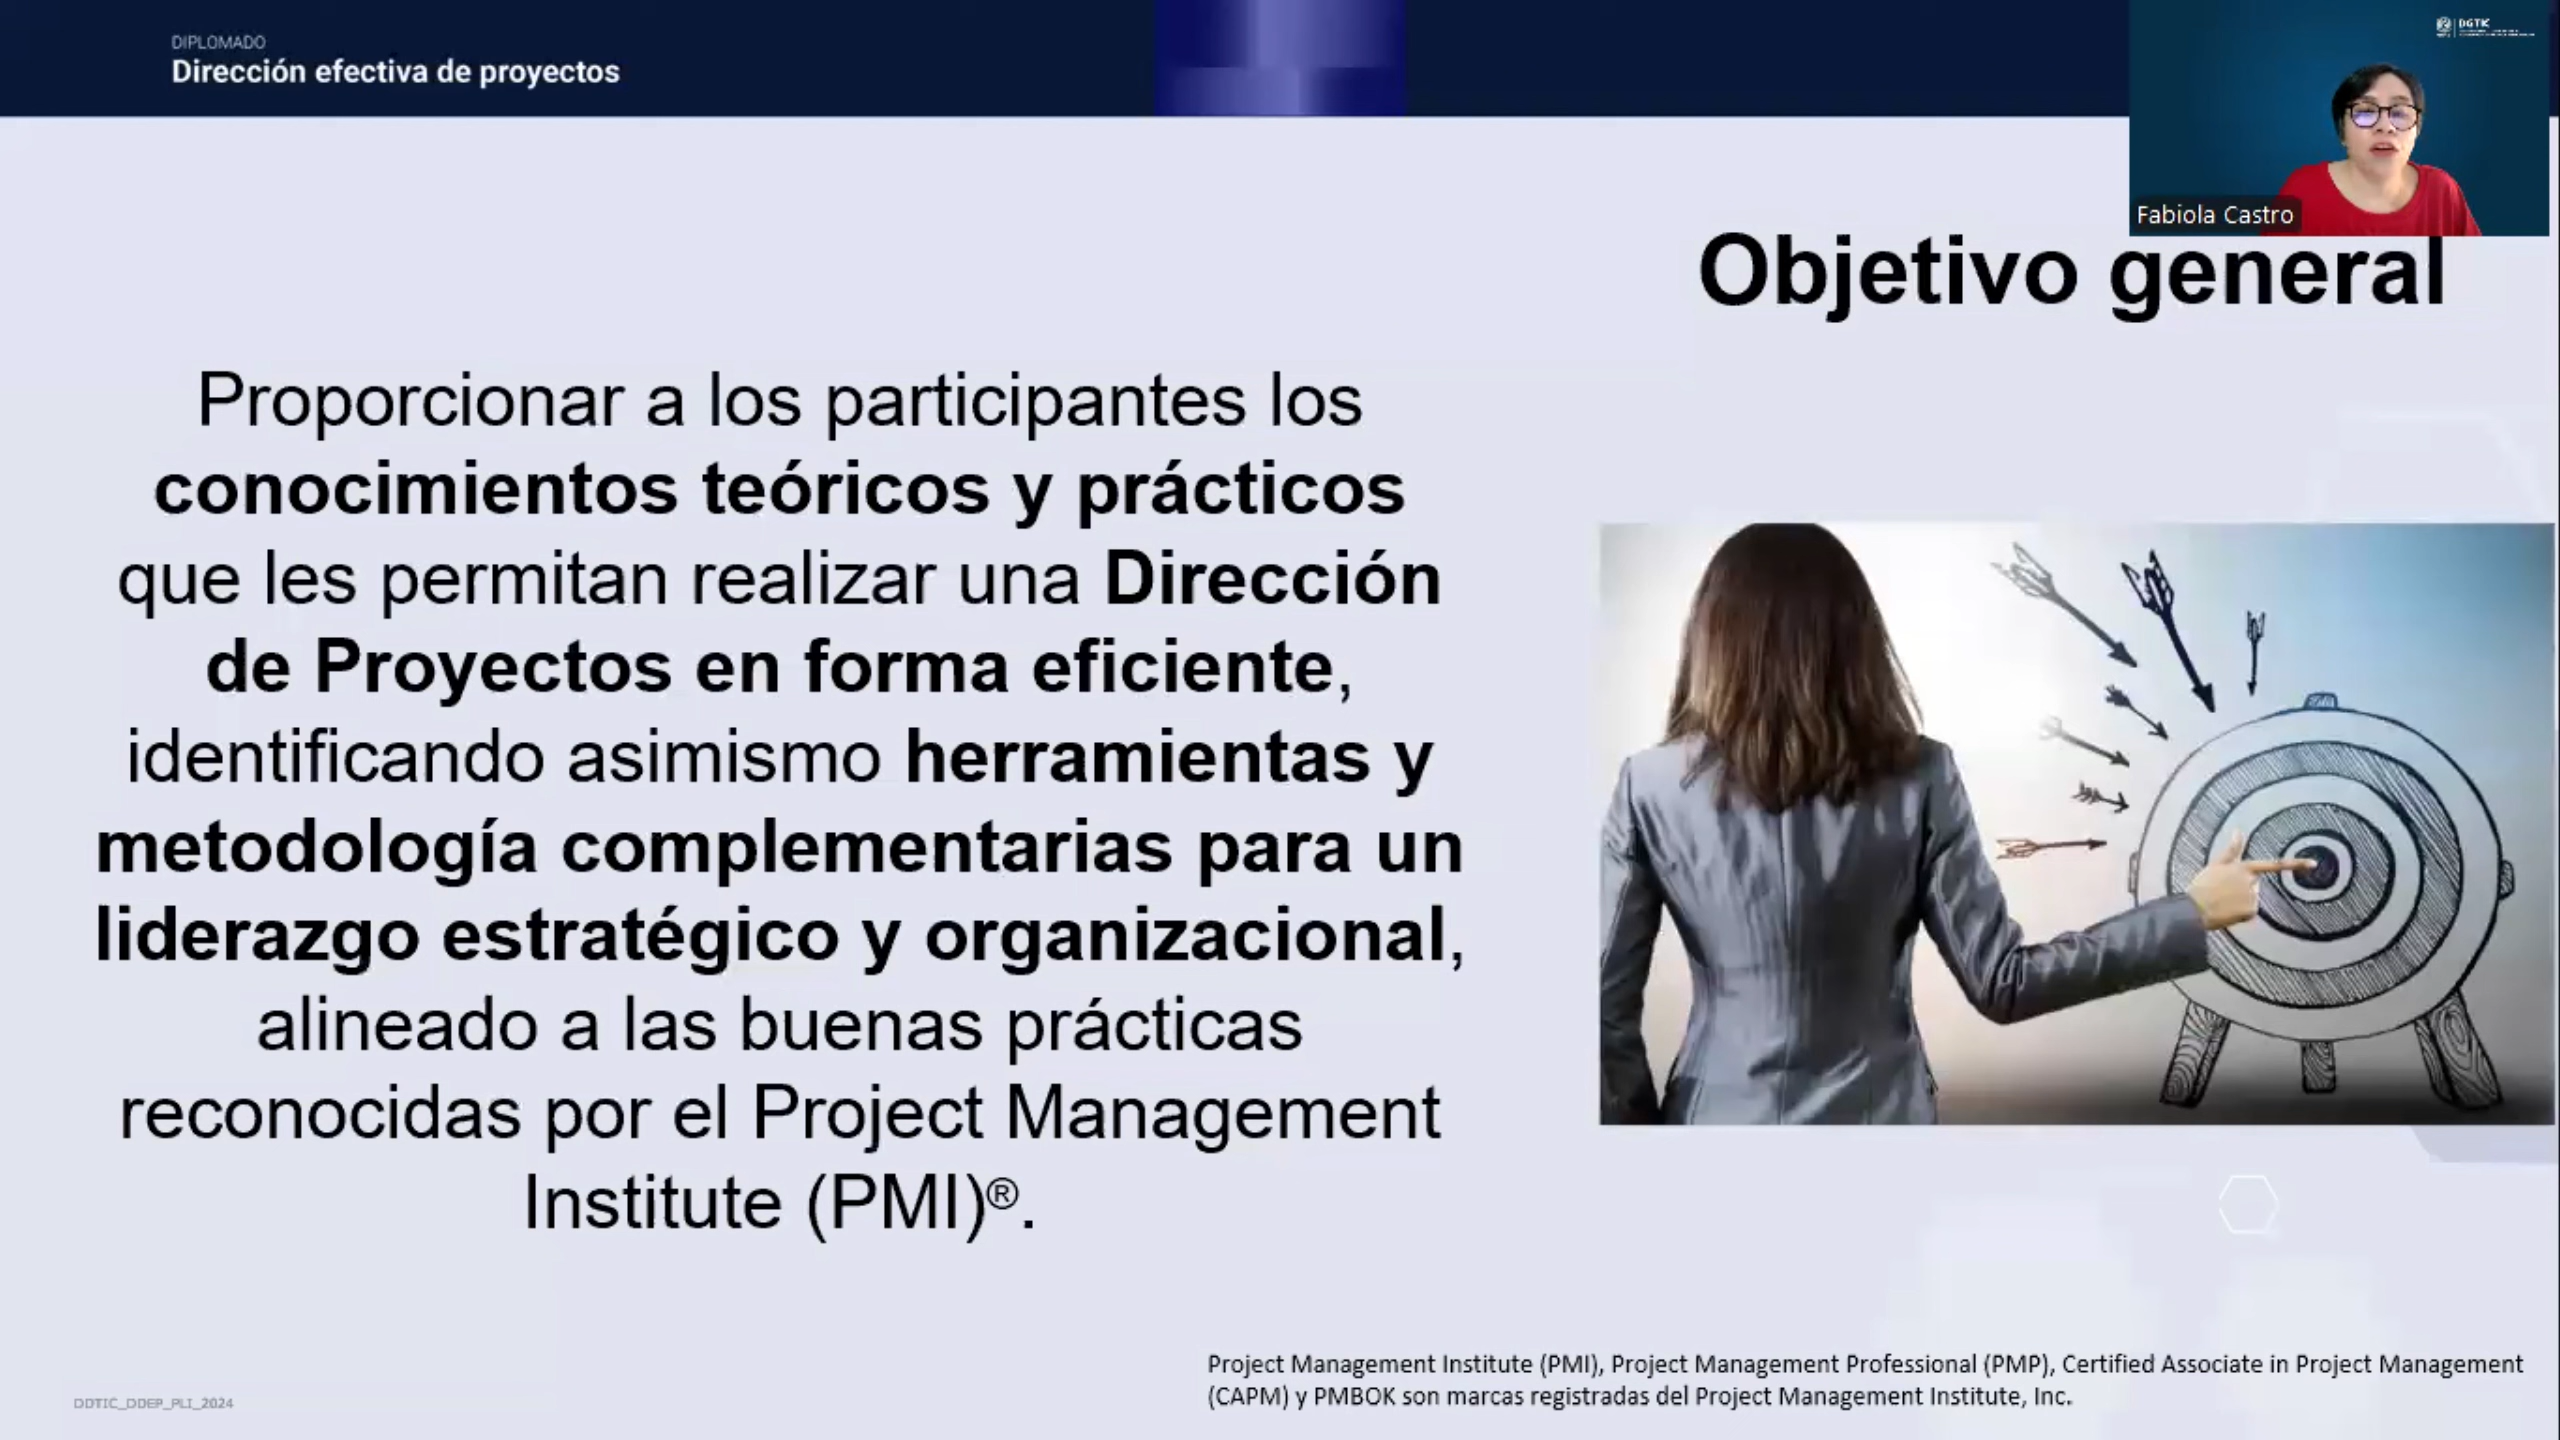 DIPLOMADO
Dirección efectiva de proyectos
DGTIC
Fabiola Castro
Objetivo general
Proporcionar a los participantes los
conocimientos teóricos y prácticos
que les permitan realizar una Dirección
de Proyectos en forma eficiente,
identificando asimismo herramientas y
metodología complementarias para un
liderazgo estratégico y organizacional,
alineado a las buenas prácticas
reconocidas por el Project Management
Institute (PMI)®.
Project Management Institute (PMI), Project Management Professional (PMP), Certified Associate in Project Management
(CAPM) y PMBOK son marcas registradas del Project Management Institute, Inc.
DDTIC_DDEP_PLI_2024